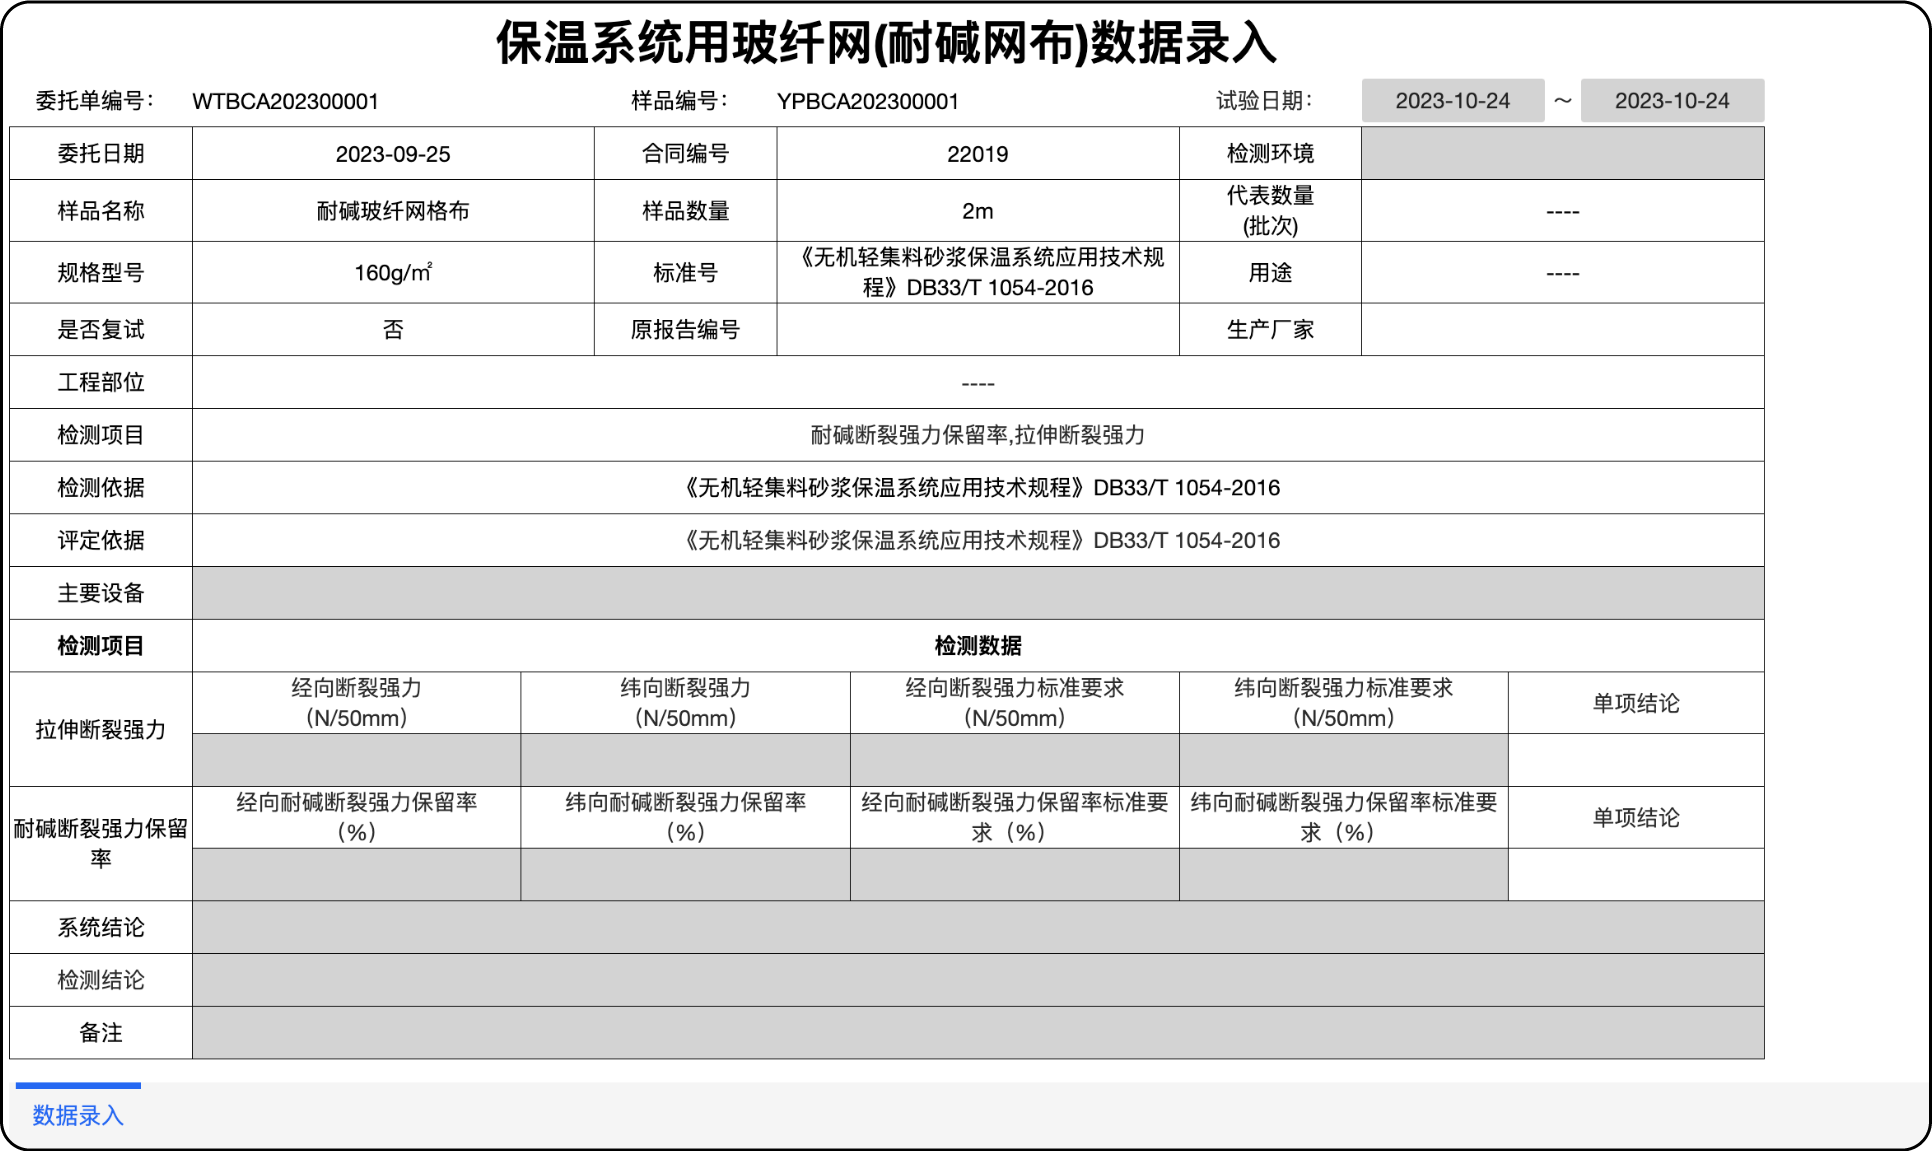 保温系统用玻纤网(耐碱网布)数据录入
委托单编号： WTBCA202300001 样品编号： YPBCA202300001 试验日期： 2023-10-24 ～ 2023-10-24
委托日期 2023-09-25 合同编号 22019 检测环境
样品名称 耐碱玻纤网格布 样品数量 2m 代表数量
(批次) ----
规格型号 160g/㎡ 标准号 《无机轻集料砂浆保温系统应用技术规
程》DB33/T 1054-2016 用途 ----
是否复试 否 原报告编号 生产厂家
工程部位 ----
检测项目 耐碱断裂强力保留率,拉伸断裂强力
检测依据 《无机轻集料砂浆保温系统应用技术规程》DB33/T 1054-2016
评定依据 《无机轻集料砂浆保温系统应用技术规程》DB33/T 1054-2016
主要设备
检测项目 检测数据
拉伸断裂强力
经向断裂强力
（N/50mm）
纬向断裂强力
（N/50mm）
经向断裂强力标准要求
（N/50mm）
纬向断裂强力标准要求
（N/50mm）
单项结论
耐碱断裂强力保留
率
经向耐碱断裂强力保留率
（%）
纬向耐碱断裂强力保留率
（%）
经向耐碱断裂强力保留率标准要
求（%）
纬向耐碱断裂强力保留率标准要
求（%）
单项结论
系统结论
检测结论
备注
数据录入